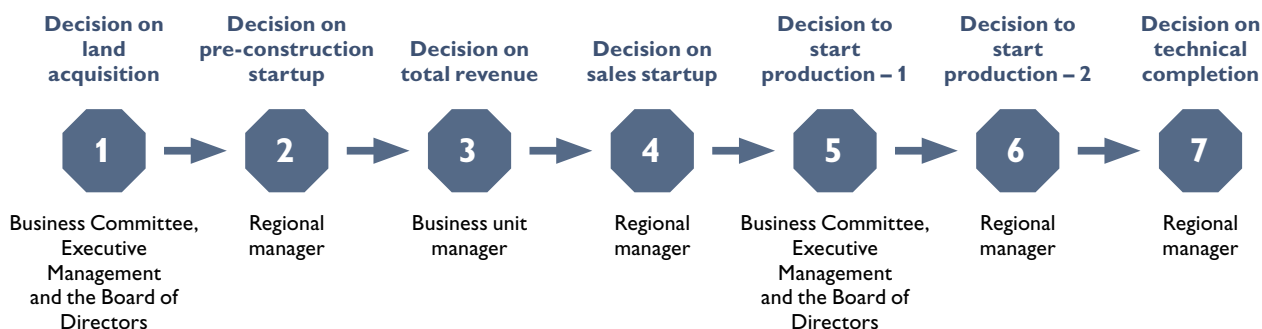 Decision on
land
acquisition
Decision on
pre-construction
startup
Decision on
total revenue
Decision on
sales startup
Decision to
start
production – 1
Decision to
start
production – 2
Decision on
technical
completion
1
2
3
4
5
6
7
Business Committee,
Executive
Management
and the Board of
Directors
Regional
manager
Business unit
manager
Regional
manager
Business Committee,
Executive
Management
and the Board of
Directors
Regional
manager
Regional
manager